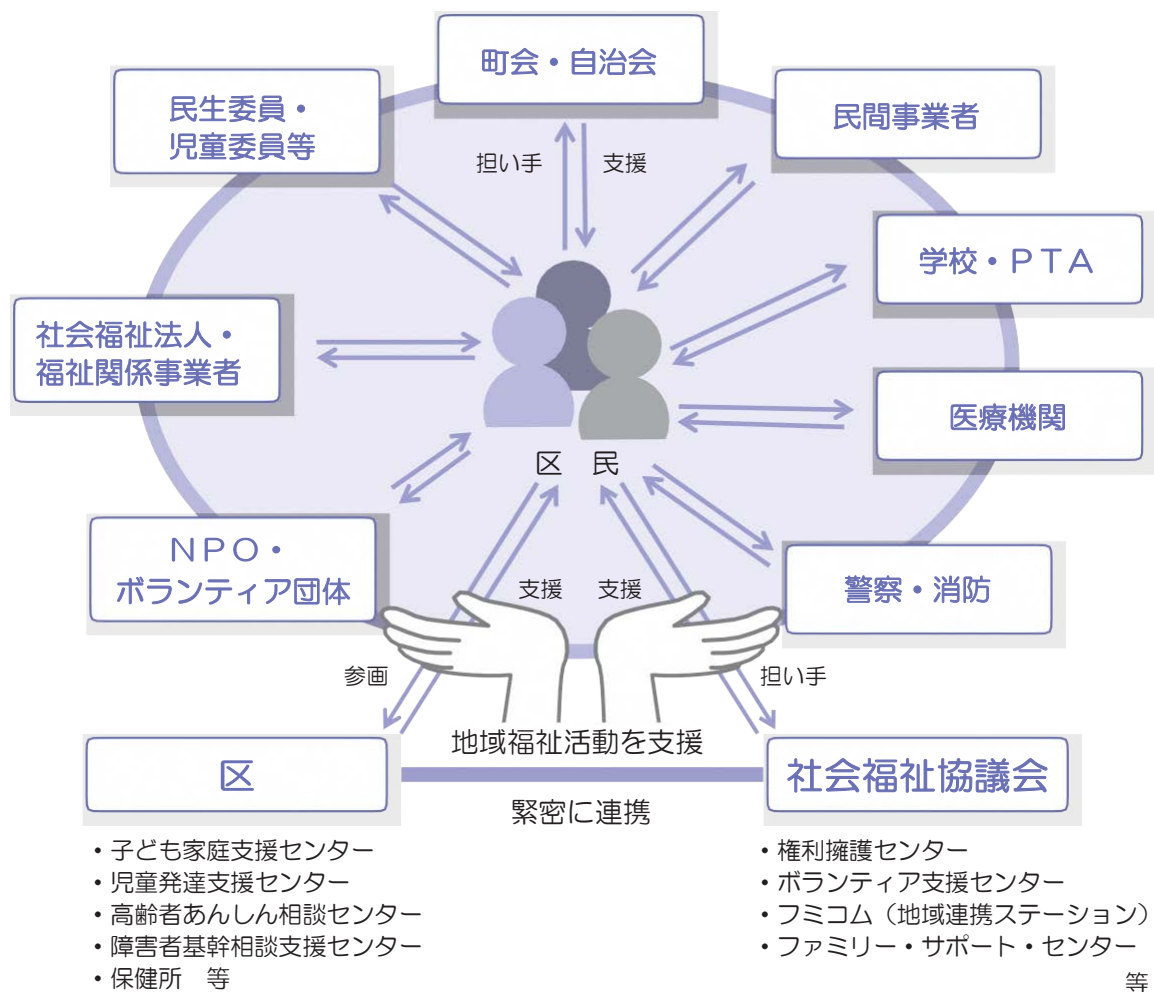 町会・自治会
民生委員・
児童委員等
民間事業者
担い手
支援
学校・ＰＴＡ
社会福祉法人・
福祉関係事業者
医療機関
区 民
ＮＰＯ・
ボランティア団体
警察・消防
支援
支援
参画
担い手
地域福祉活動を支援
区
社会福祉協議会
緊密に連携
・子ども家庭支援センター
・児童発達支援センター
・高齢者あんしん相談センター
・障害者基幹相談支援センター
・保健所　等
・権利擁護センター
・ボランティア支援センター
・フミコム（地域連携ステーション）
・ファミリー・サポート・センター
等